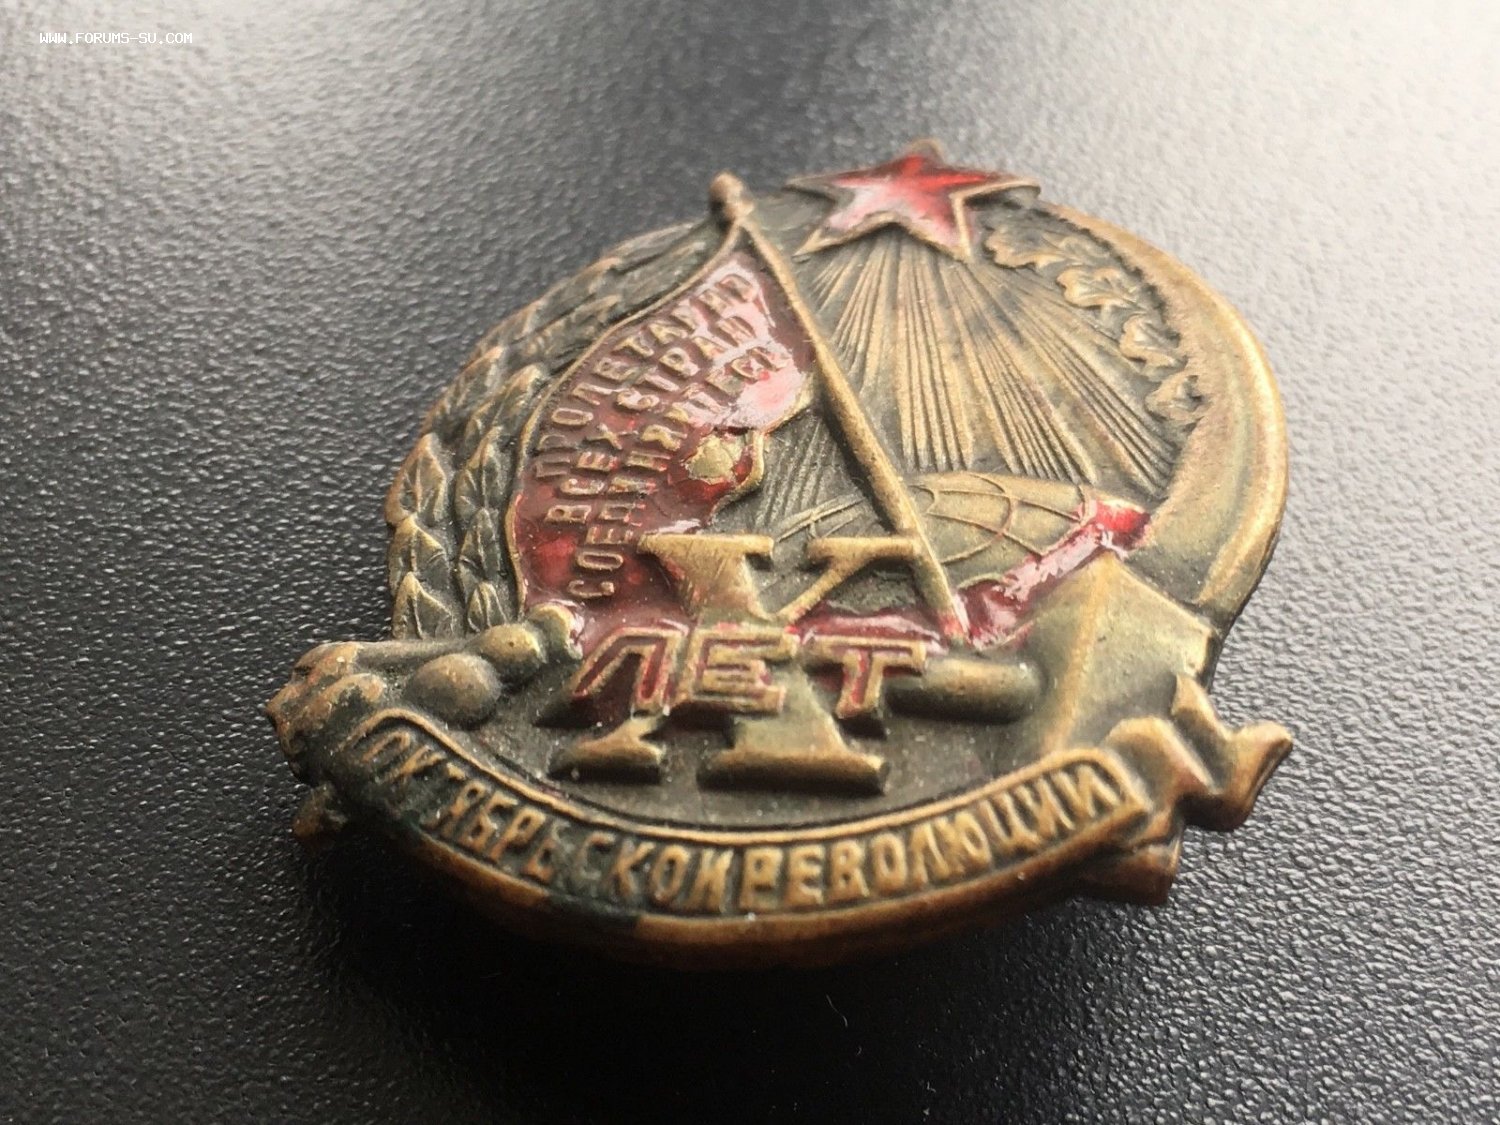 WWW.FORUMS-SU.COM
ПРОЛЕТАРИИ
ВСЕХ СТРАН
СОЕДИНЯЙТЕСЬ
X
ЛЕТ
ОКТЯБРЬСКОЙ РЕВОЛЮЦИИ